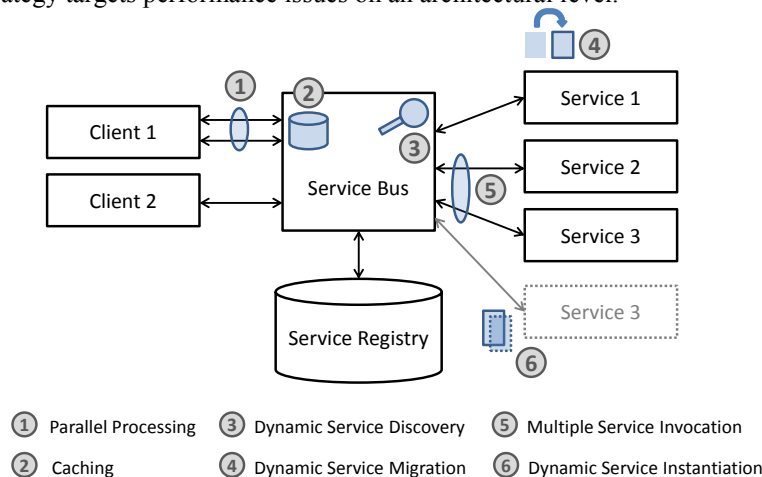 ategy targets performance issues on an architectural level.
1 2 4
Client 1 Service 1
3
Client 2 Service Bus 5 Service 2
Service 3
Service Registry Service 3
6
1 Parallel Processing 3 Dynamic Service Discovery 5 Multiple Service Invocation
2 Caching 4 Dynamic Service Migration 6 Dynamic Service Instantiation